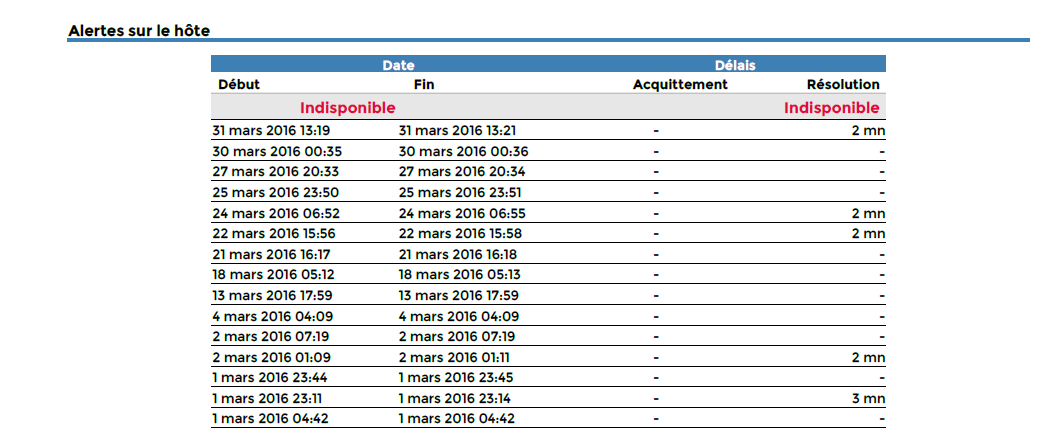 Alertes sur le hôte
Date Délais
Début Fin Acquittement Résolution
Indisponible Indisponible
31 mars 2016 13:19 31 mars 2016 13:21 - 2 mn
30 mars 2016 00:35 30 mars 2016 00:36 - -
27 mars 2016 20:33 27 mars 2016 20:34 - -
25 mars 2016 23:50 25 mars 2016 23:51 - -
24 mars 2016 06:52 24 mars 2016 06:55 - 2 mn
22 mars 2016 15:56 22 mars 2016 15:58 - 2 mn
21 mars 2016 16:17 21 mars 2016 16:18 - -
18 mars 2016 05:12 18 mars 2016 05:13 - -
13 mars 2016 17:59 13 mars 2016 17:59 - -
4 mars 2016 04:09 4 mars 2016 04:09 - -
2 mars 2016 07:19 2 mars 2016 07:19 - -
2 mars 2016 01:09 2 mars 2016 01:11 - 2 mn
1 mars 2016 23:44 1 mars 2016 23:45 - -
1 mars 2016 23:11 1 mars 2016 23:14 - 3 mn
1 mars 2016 04:42 1 mars 2016 04:42 - -